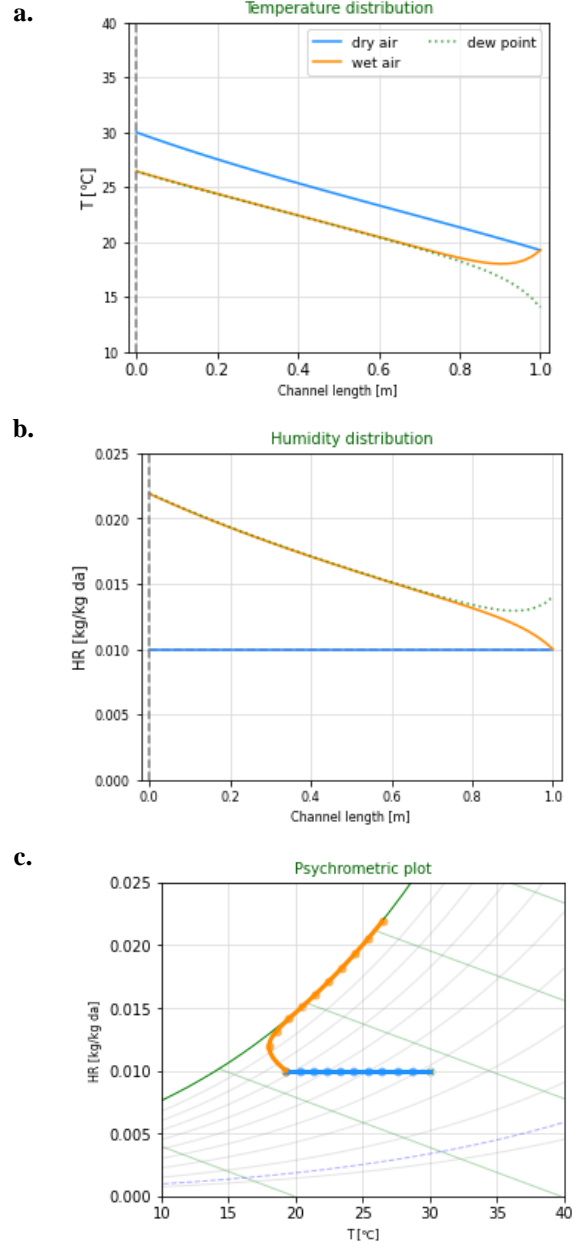 a.
Temperature distribution
dry air
dew point
wet air
40
35
30
25
20
15
10
T [℃]
0.0 0.2 0.4 0.6 0.8 1.0
Channel length [m]
b.
Humidity distribution
0.025
0.020
0.015
0.010
0.005
0.000
HR [kg/kg da]
0.0 0.2 0.4 0.6 0.8 1.0
Channel length [m]
c.
Psychrometric plot
0.025
0.020
0.015
0.010
0.005
0.000
HR [kg/kg da]
10 15 20 25 30 35 40
T [℃]